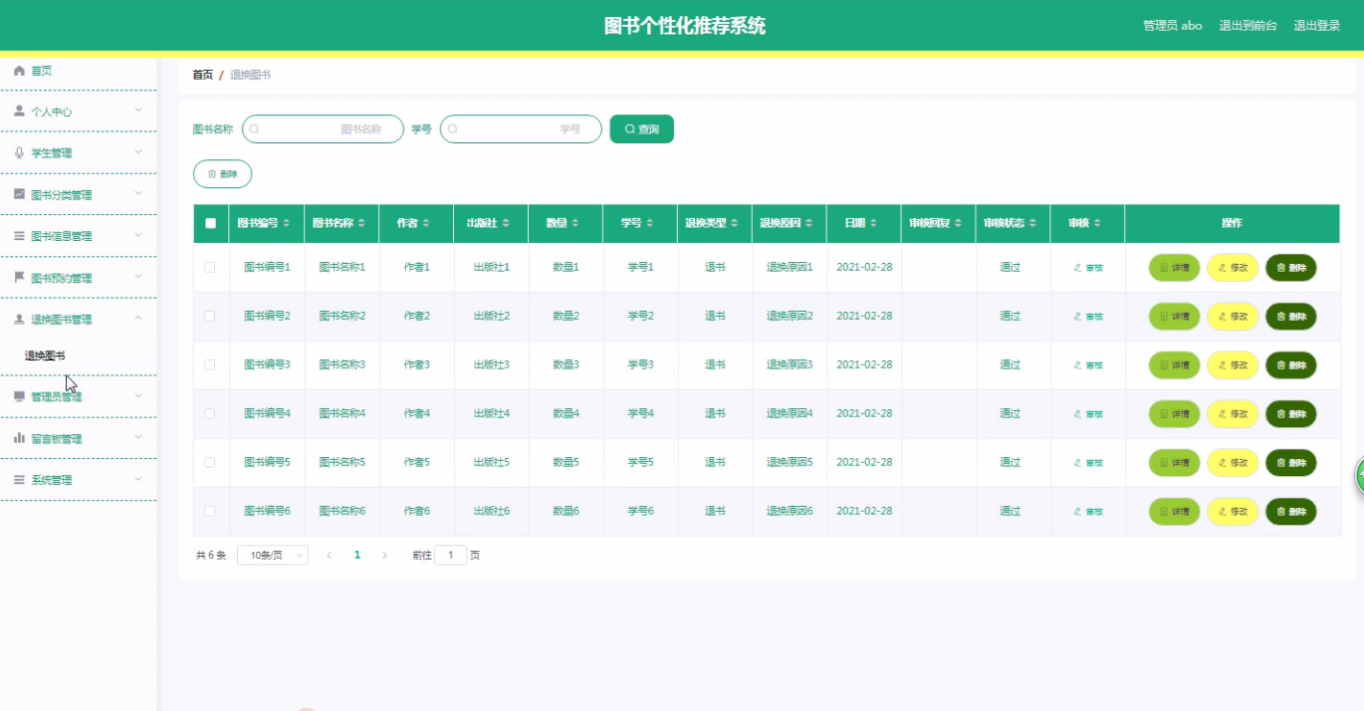 图书个性化推荐系统
管理员 abo 退出到前台 退出登录
首页
个人中心
学生管理
图书分类管理
图书信息管理
图书预约管理
退换图书管理
退换图书
管理员管理
留言板管理
系统管理
首页 / 退换图书
图书名称 图书名称 学号 学号 查询
删除
图书编号 图书名称 作者 出版社 数量 学号 退换类型 退换原因 日期 审核回复 审核状态 审核 操作
图书编号1 图书名称1 作者1 出版社1 数量1 学号1 退书 退换原因1 2021-02-28 通过 审核 详情 修改 删除
图书编号2 图书名称2 作者2 出版社2 数量2 学号2 退书 退换原因2 2021-02-28 通过 审核 详情 修改 删除
图书编号3 图书名称3 作者3 出版社3 数量3 学号3 退书 退换原因3 2021-02-28 通过 审核 详情 修改 删除
图书编号4 图书名称4 作者4 出版社4 数量4 学号4 退书 退换原因4 2021-02-28 通过 审核 详情 修改 删除
图书编号5 图书名称5 作者5 出版社5 数量5 学号5 退书 退换原因5 2021-02-28 通过 审核 详情 修改 删除
图书编号6 图书名称6 作者6 出版社6 数量6 学号6 退书 退换原因6 2021-02-28 通过 审核 详情 修改 删除
共 6 条 10条/页 1 前往 1 页